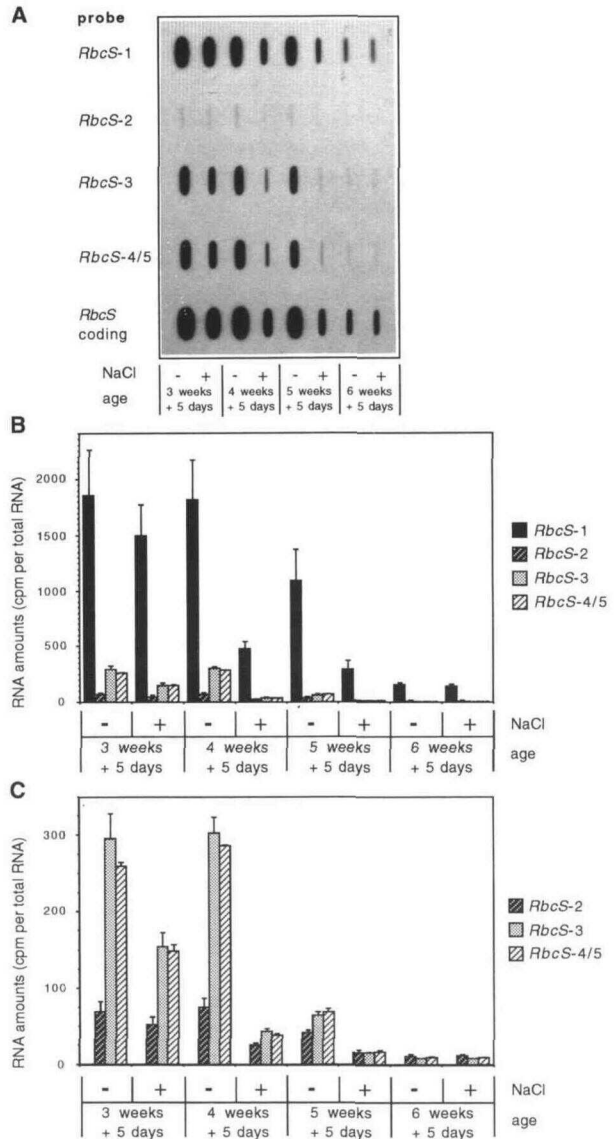 A
probe
RbcS-1
RbcS-2
RbcS-3
RbcS-4/5
RbcS
coding
NaCl - + - + - + - +
age 3 weeks 4 weeks 5 weeks 6 weeks
+ 5 days + 5 days + 5 days + 5 days
B
RNA amounts (cpm per total RNA)
2000
1500
1000
500
0
RbcS-1
RbcS-2
RbcS-3
RbcS-4/5
- + - + - + - + NaCl
3 weeks 4 weeks 5 weeks 6 weeks age
+ 5 days + 5 days + 5 days + 5 days
C
RNA amounts (cpm per total RNA)
300
200
100
0
RbcS-2
RbcS-3
RbcS-4/5
- + - + - + - + NaCl
3 weeks 4 weeks 5 weeks 6 weeks age
+ 5 days + 5 days + 5 days + 5 days